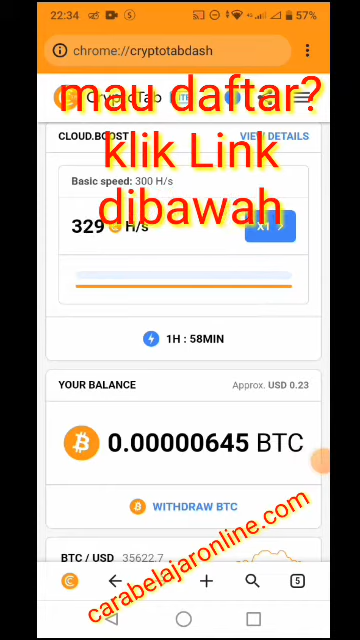 22:34 57%
chrome://cryptotabdash
mau daftar?
CryptoTab
CLOUD.BOOST VIEW DETAILS
klik Link
Basic speed: 300 H/s
dibawah
329 H/s X1
1H : 58MIN
YOUR BALANCE Approx. USD 0.23
0.00000645 BTC
WITHDRAW BTC
carabelajaronline.com
BTC / USD 35622.7
5